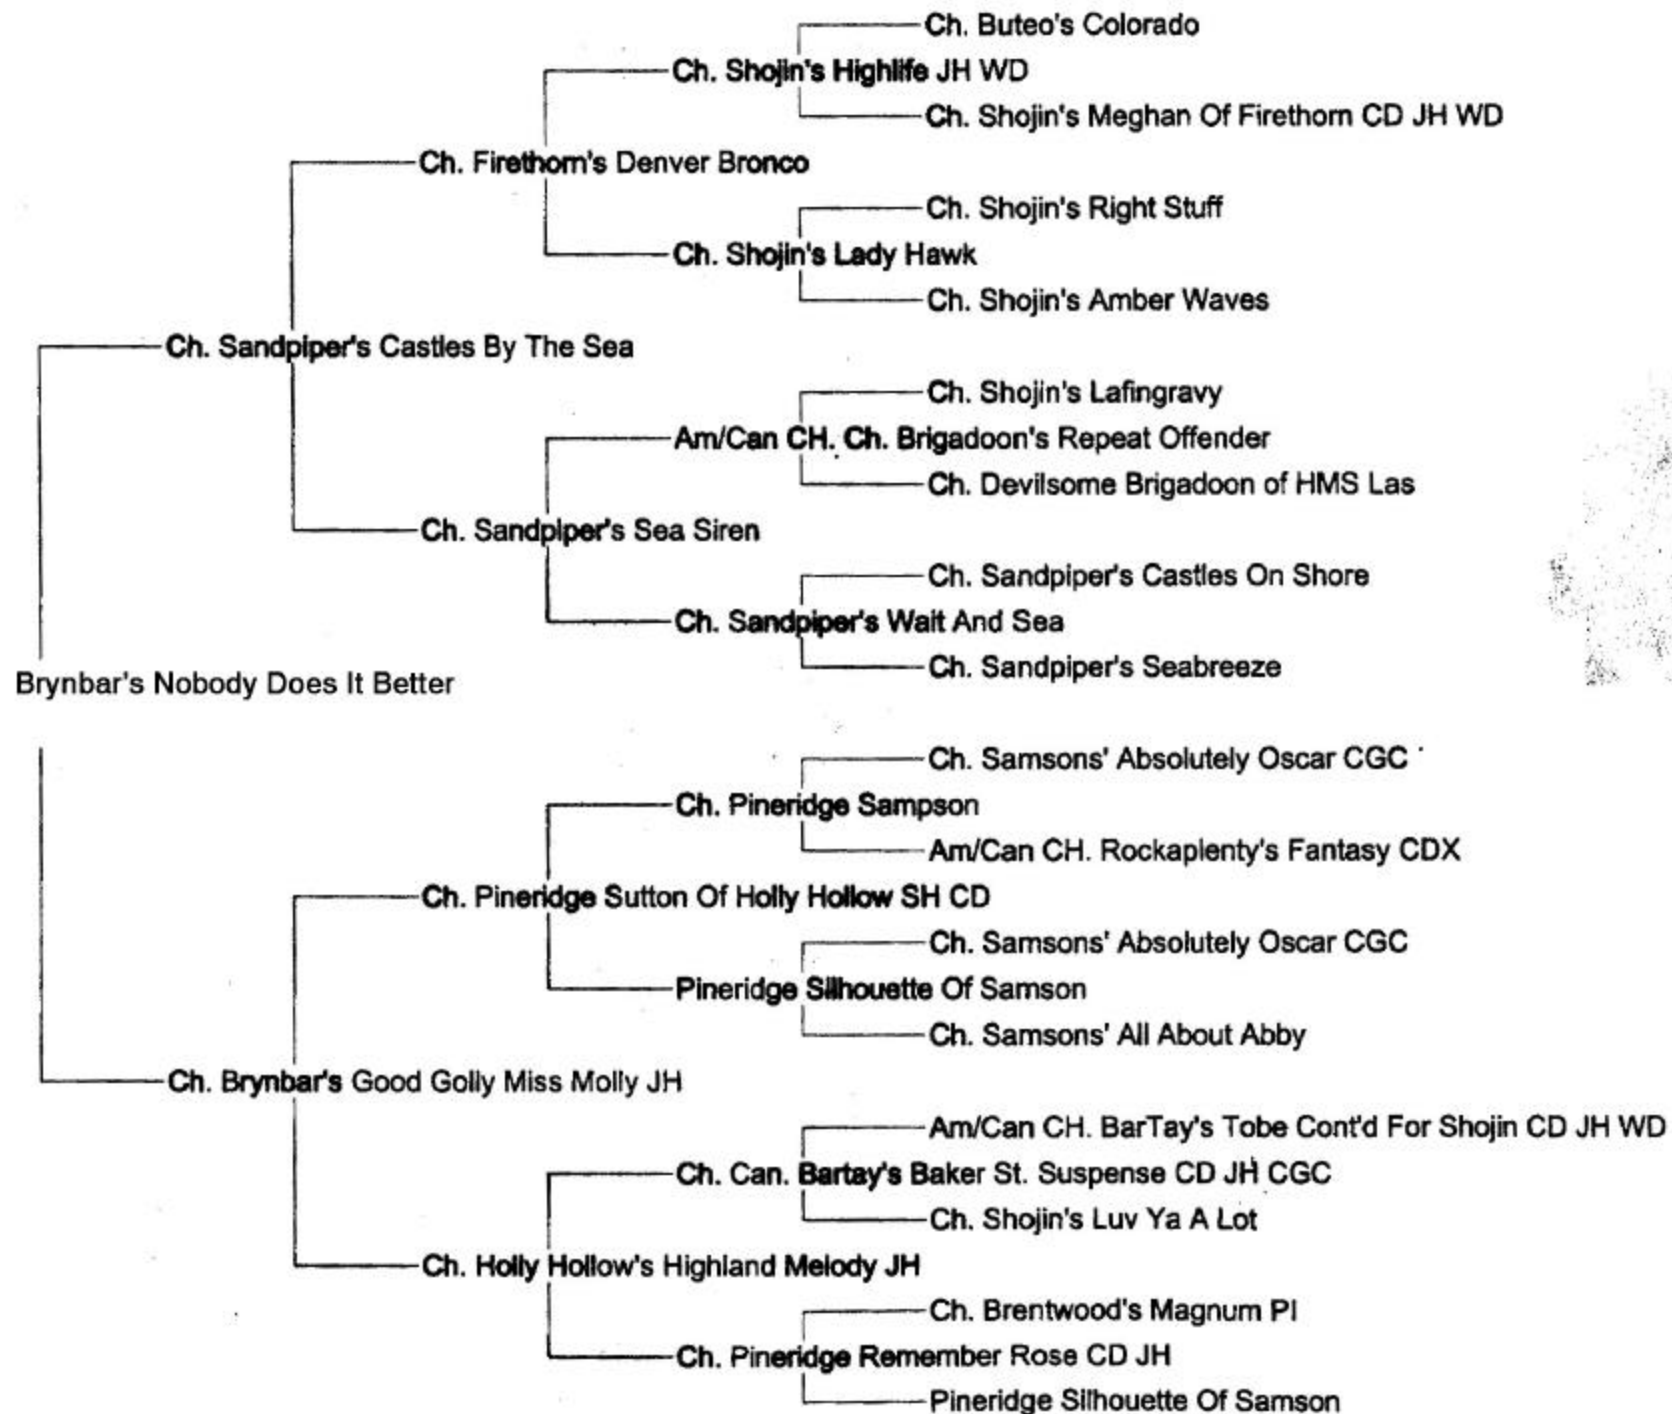 Ch. Buteo's Colorado
Ch. Shojin's Highlife JH WD
Ch. Shojin's Meghan Of Firethorn CD JH WD
Ch. Firethorn's Denver Bronco
Ch. Shojin's Right Stuff
Ch. Shojin's Lady Hawk
Ch. Shojin's Amber Waves
Ch. Sandpiper's Castles By The Sea
Ch. Shojin's Lafingravy
Am/Can CH. Ch. Brigadoon's Repeat Offender
Ch. Devilsome Brigadoon of HMS Las
Ch. Sandpiper's Sea Siren
Ch. Sandpiper's Castles On Shore
Ch. Sandpiper's Wait And Sea
Ch. Sandpiper's Seabreeze
Brynbar's Nobody Does It Better
Ch. Samsons' Absolutely Oscar CGC
Ch. Pineridge Sampson
Am/Can CH. Rockaplenty's Fantasy CDX
Ch. Pineridge Sutton Of Holly Hollow SH CD
Ch. Samsons' Absolutely Oscar CGC
Pineridge Silhouette Of Samson
Ch. Samsons' All About Abby
Ch. Brynbar's Good Golly Miss Molly JH
Am/Can CH. BarTay's Tobe Cont'd For Shojin CD JH WD
Ch. Can. Bartay's Baker St. Suspense CD JH CGC
Ch. Shojin's Luv Ya A Lot
Ch. Holly Hollow's Highland Melody JH
Ch. Brentwood's Magnum PI
Ch. Pineridge Remember Rose CD JH
Pineridge Silhouette Of Samson